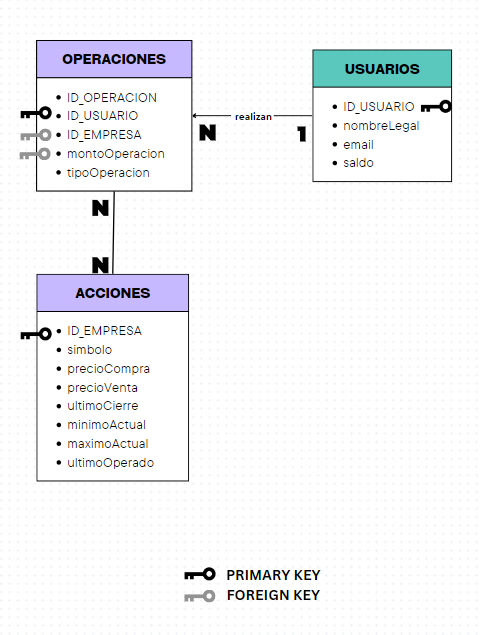 OPERACIONES
ID_OPERACION
ID_USUARIO
ID_EMPRESA
montoOperacion
tipoOperacion
realizan
N
1
USUARIOS
ID_USUARIO
nombreLegal
email
saldo
N
N
ACCIONES
ID_EMPRESA
simbolo
precioCompra
precioVenta
ultimoCierre
minimoActual
maximoActual
ultimoOperado
PRIMARY KEY
FOREIGN KEY